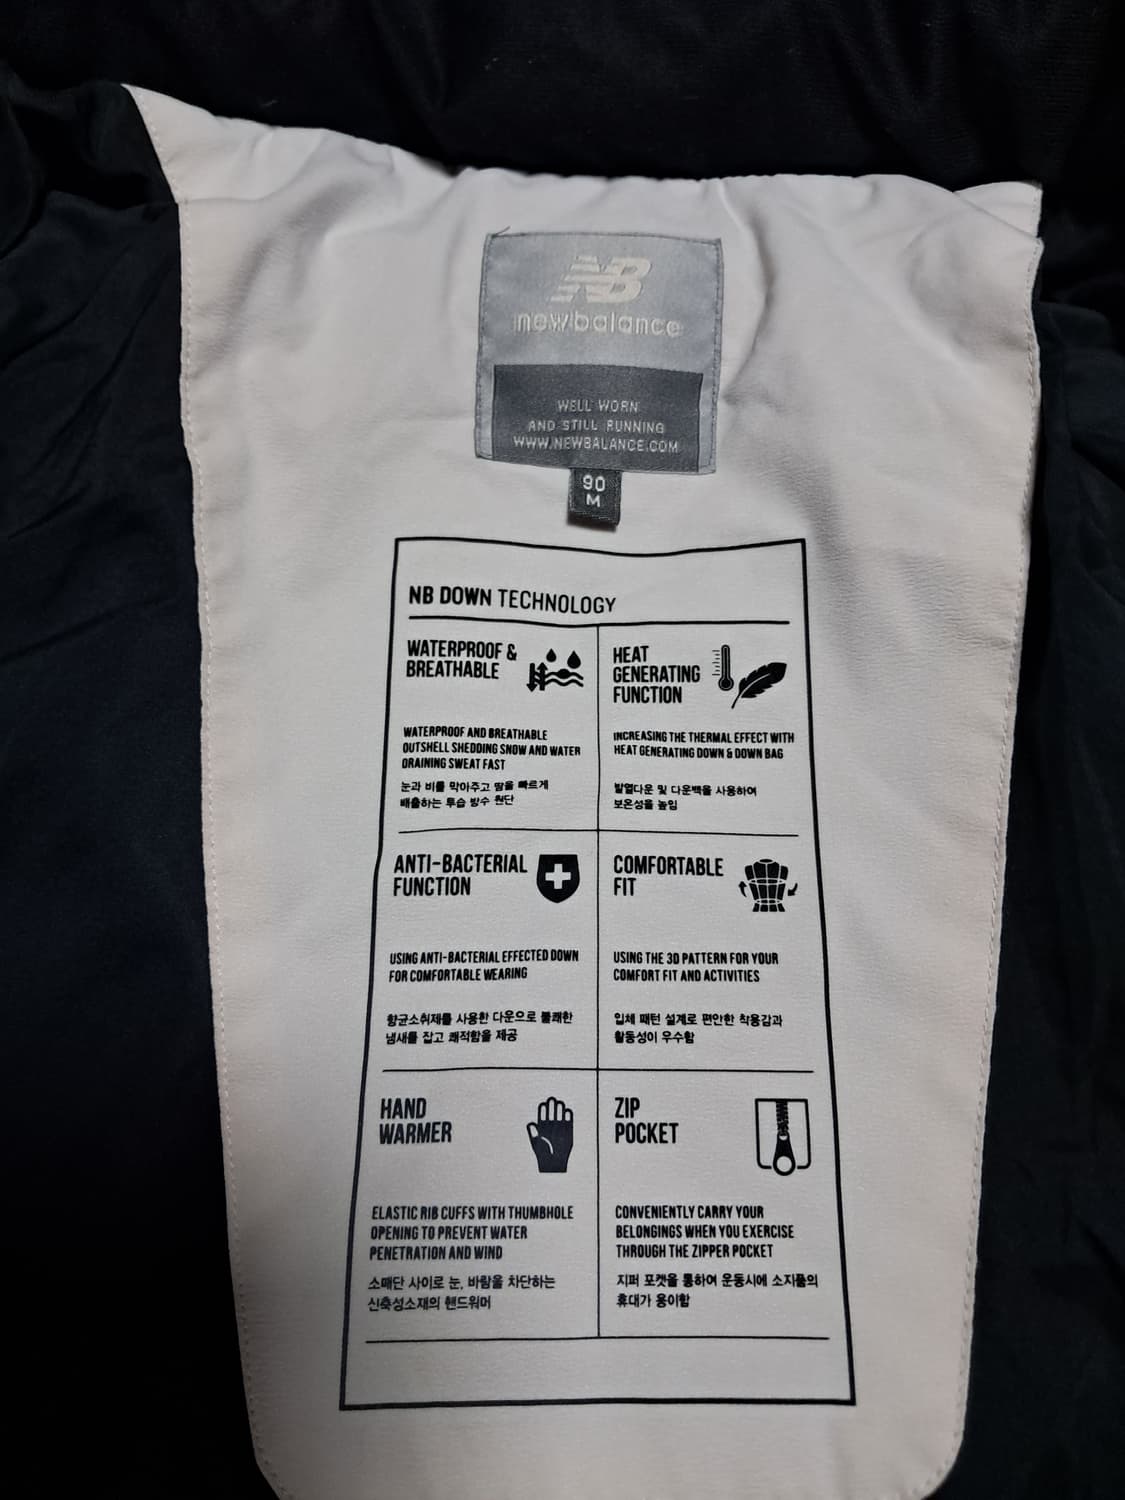 NB
new balance
WELL WORN
AND STILL RUNNING
WWW.NEWBALANCE.COM
90
M
NB DOWN TECHNOLOGY
WATERPROOF &
BREATHABLE
WATERPROOF AND BREATHABLE
OUTSHELL SHEDDING SNOW AND WATER
DRAINING SWEAT FAST
눈과 비를 막아주고 땀을 빠르게
배출하는 투습 방수 원단
HEAT
GENERATING
FUNCTION
INCREASING THE THERMAL EFFECT WITH
HEAT GENERATING DOWN & DOWN BAG
발열다운 및 다운백을 사용하여
보온성을 높임
ANTI-BACTERIAL
FUNCTION
USING ANTI-BACTERIAL EFFECTED DOWN
FOR COMFORTABLE WEARING
항균소취제를 사용한 다운으로 불쾌한
냄새를 잡고 쾌적함을 제공
COMFORTABLE
FIT
USING THE 3D PATTERN FOR YOUR
COMFORT FIT AND ACTIVITIES
입체 패턴 설계로 편안한 착용감과
활동성이 우수함
HAND
WARMER
ELASTIC RIB CUFFS WITH THUMBHOLE
OPENING TO PREVENT WATER
PENETRATION AND WIND
소매단 사이로 눈, 바람을 차단하는
신축성소재의 핸드워머
ZIP
POCKET
CONVENIENTLY CARRY YOUR
BELONGINGS WHEN YOU EXERCISE
THROUGH THE ZIPPER POCKET
지퍼 포켓을 통하여 운동시에 소지품의
휴대가 용이함